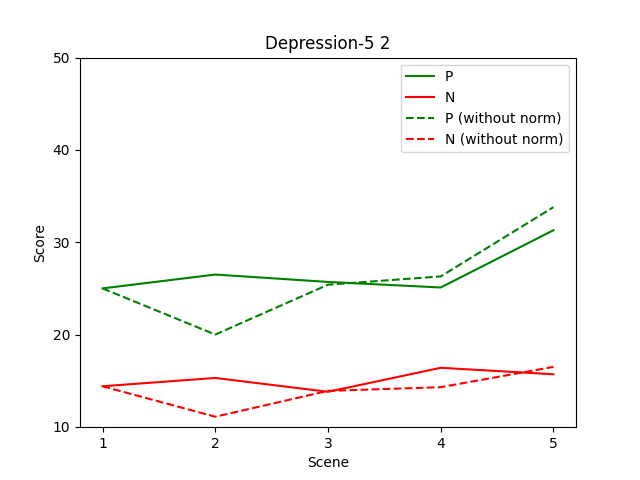 Depression-5 2
50
40
30
20
10
Score
P
N
P (without norm)
N (without norm)
1 2 3 4 5
Scene